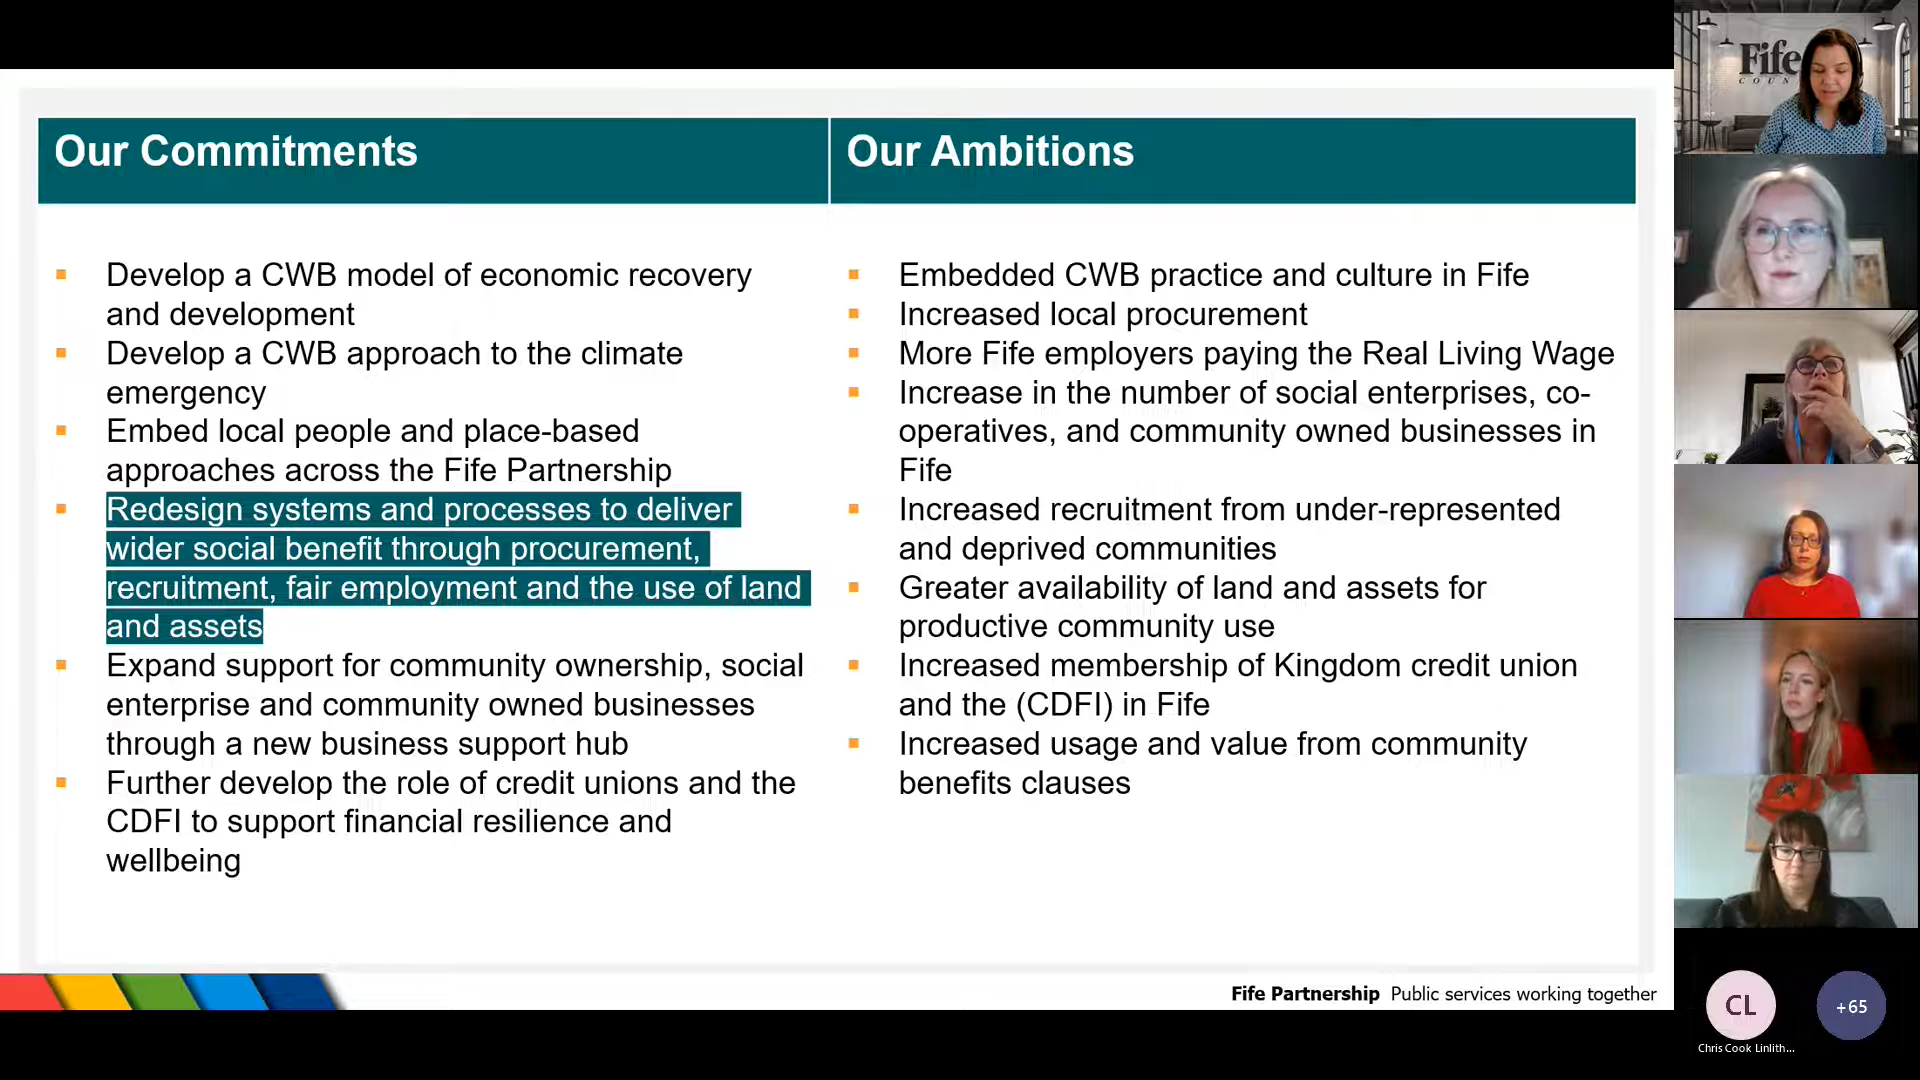 Our Commitments
Develop a CWB model of economic recovery
and development
Develop a CWB approach to the climate
emergency
Embed local people and place-based
approaches across the Fife Partnership
Redesign systems and processes to deliver
wider social benefit through procurement,
recruitment, fair employment and the use of land
and assets
Expand support for community ownership, social
enterprise and community owned businesses
through a new business support hub
Further develop the role of credit unions and the
CDFI to support financial resilience and
wellbeing
Our Ambitions
Embedded CWB practice and culture in Fife
Increased local procurement
More Fife employers paying the Real Living Wage
Increase in the number of social enterprises, co-
operatives, and community owned businesses in
Fife
Increased recruitment from under-represented
and deprived communities
Greater availability of land and assets for
productive community use
Increased membership of Kingdom credit union
and the (CDFI) in Fife
Increased usage and value from community
benefits clauses
Fife Partnership Public services working together
Fife
COUN
CL
+65
Chris Cook Linlith...